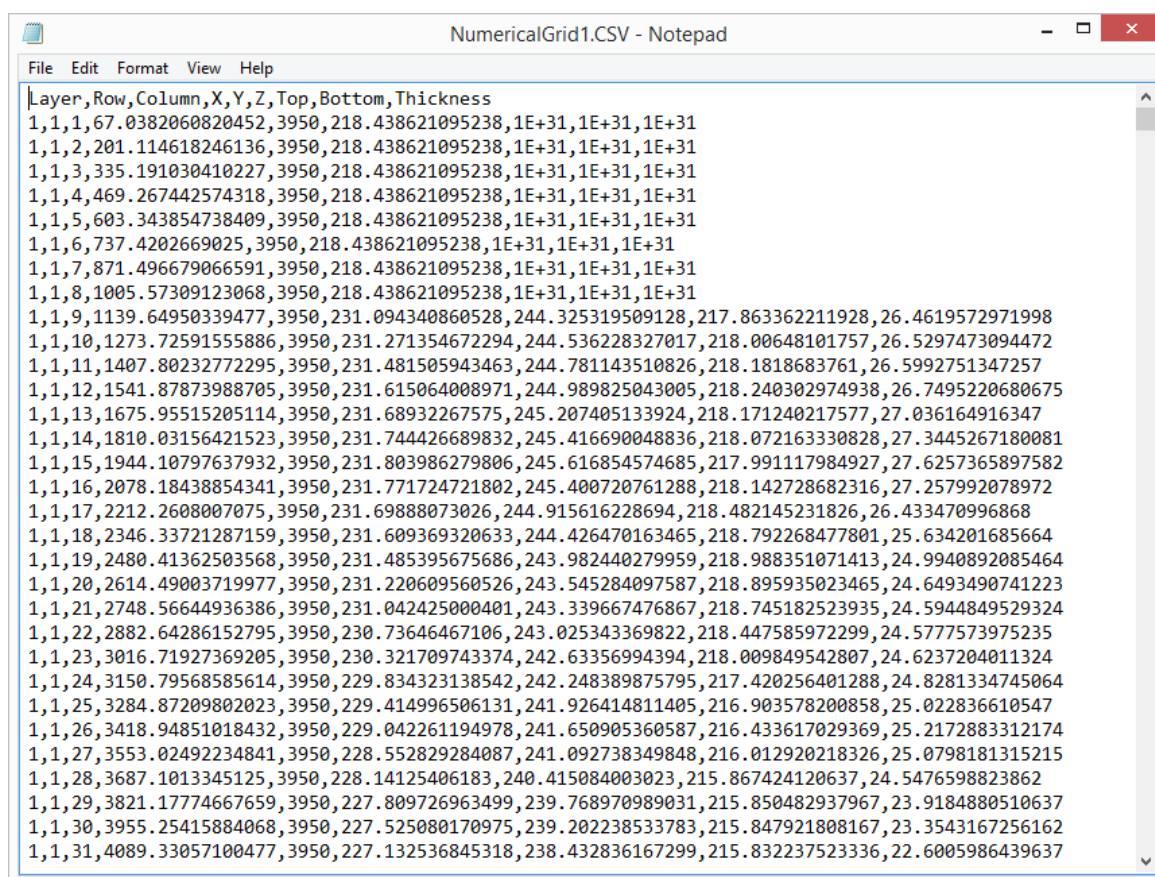 NumericalGrid1.CSV - Notepad
File Edit Format View Help
Layer,Row,Column,X,Y,Z,Top,Bottom,Thickness
1,1,1,67.0382060820452,3950,218.438621095238,1E+31,1E+31,1E+31
1,1,2,201.114618246136,3950,218.438621095238,1E+31,1E+31,1E+31
1,1,3,335.191030410227,3950,218.438621095238,1E+31,1E+31,1E+31
1,1,4,469.267442574318,3950,218.438621095238,1E+31,1E+31,1E+31
1,1,5,603.343854738409,3950,218.438621095238,1E+31,1E+31,1E+31
1,1,6,737.4202669025,3950,218.438621095238,1E+31,1E+31,1E+31
1,1,7,871.496679066591,3950,218.438621095238,1E+31,1E+31,1E+31
1,1,8,1005.57309123068,3950,218.438621095238,1E+31,1E+31,1E+31
1,1,9,1139.64950339477,3950,231.094340860528,244.325319509128,217.863362211928,26.4619572971998
1,1,10,1273.72591555886,3950,231.271354672294,244.536228327017,218.00648101757,26.5297473094472
1,1,11,1407.80232772295,3950,231.481505943463,244.781143510826,218.1818683761,26.5992751347257
1,1,12,1541.87873988705,3950,231.615064008971,244.989825043005,218.240302974938,26.7495220680675
1,1,13,1675.95515205114,3950,231.68932267575,245.207405133924,218.171240217577,27.036164916347
1,1,14,1810.03156421523,3950,231.744426689832,245.416690048836,218.072163330828,27.3445267180081
1,1,15,1944.10797637932,3950,231.803986279806,245.616854574685,217.991117984927,27.6257365897582
1,1,16,2078.18438854341,3950,231.771724721802,245.400720761288,218.142728682316,27.257992078972
1,1,17,2212.2608007075,3950,231.69888073026,244.915616228694,218.482145231826,26.433470996868
1,1,18,2346.33721287159,3950,231.609369320633,244.426470163465,218.792268477801,25.634201685664
1,1,19,2480.41362503568,3950,231.485395675686,243.982440279959,218.988351071413,24.9940892085464
1,1,20,2614.49003719977,3950,231.220609560526,243.545284097587,218.895935023465,24.6493490741223
1,1,21,2748.56644936386,3950,231.042425000401,243.339667476867,218.745182523935,24.5944849529324
1,1,22,2882.64286152795,3950,230.73646467106,243.025343369822,218.447585972299,24.5777573975235
1,1,23,3016.71927369205,3950,230.321709743374,242.63356994394,218.009849542807,24.6237204011324
1,1,24,3150.79568585614,3950,229.834323138542,242.248389875795,217.420256401288,24.8281334745064
1,1,25,3284.87209802023,3950,229.414996506131,241.926414811405,216.903578200858,25.022836610547
1,1,26,3418.94851018432,3950,229.042261194978,241.650905360587,216.433617029369,25.2172883312174
1,1,27,3553.02492234841,3950,228.552829284087,241.092738349848,216.012920218326,25.0798181315215
1,1,28,3687.1013345125,3950,228.14125406183,240.415084003023,215.867424120637,24.5476598823862
1,1,29,3821.17774667659,3950,227.809726963499,239.768970989031,215.850482937967,23.9184880510637
1,1,30,3955.25415884068,3950,227.525080170975,239.202238533783,215.847921808167,23.3543167256162
1,1,31,4089.33057100477,3950,227.132536845318,238.432836167299,215.832237523336,22.6005986439637